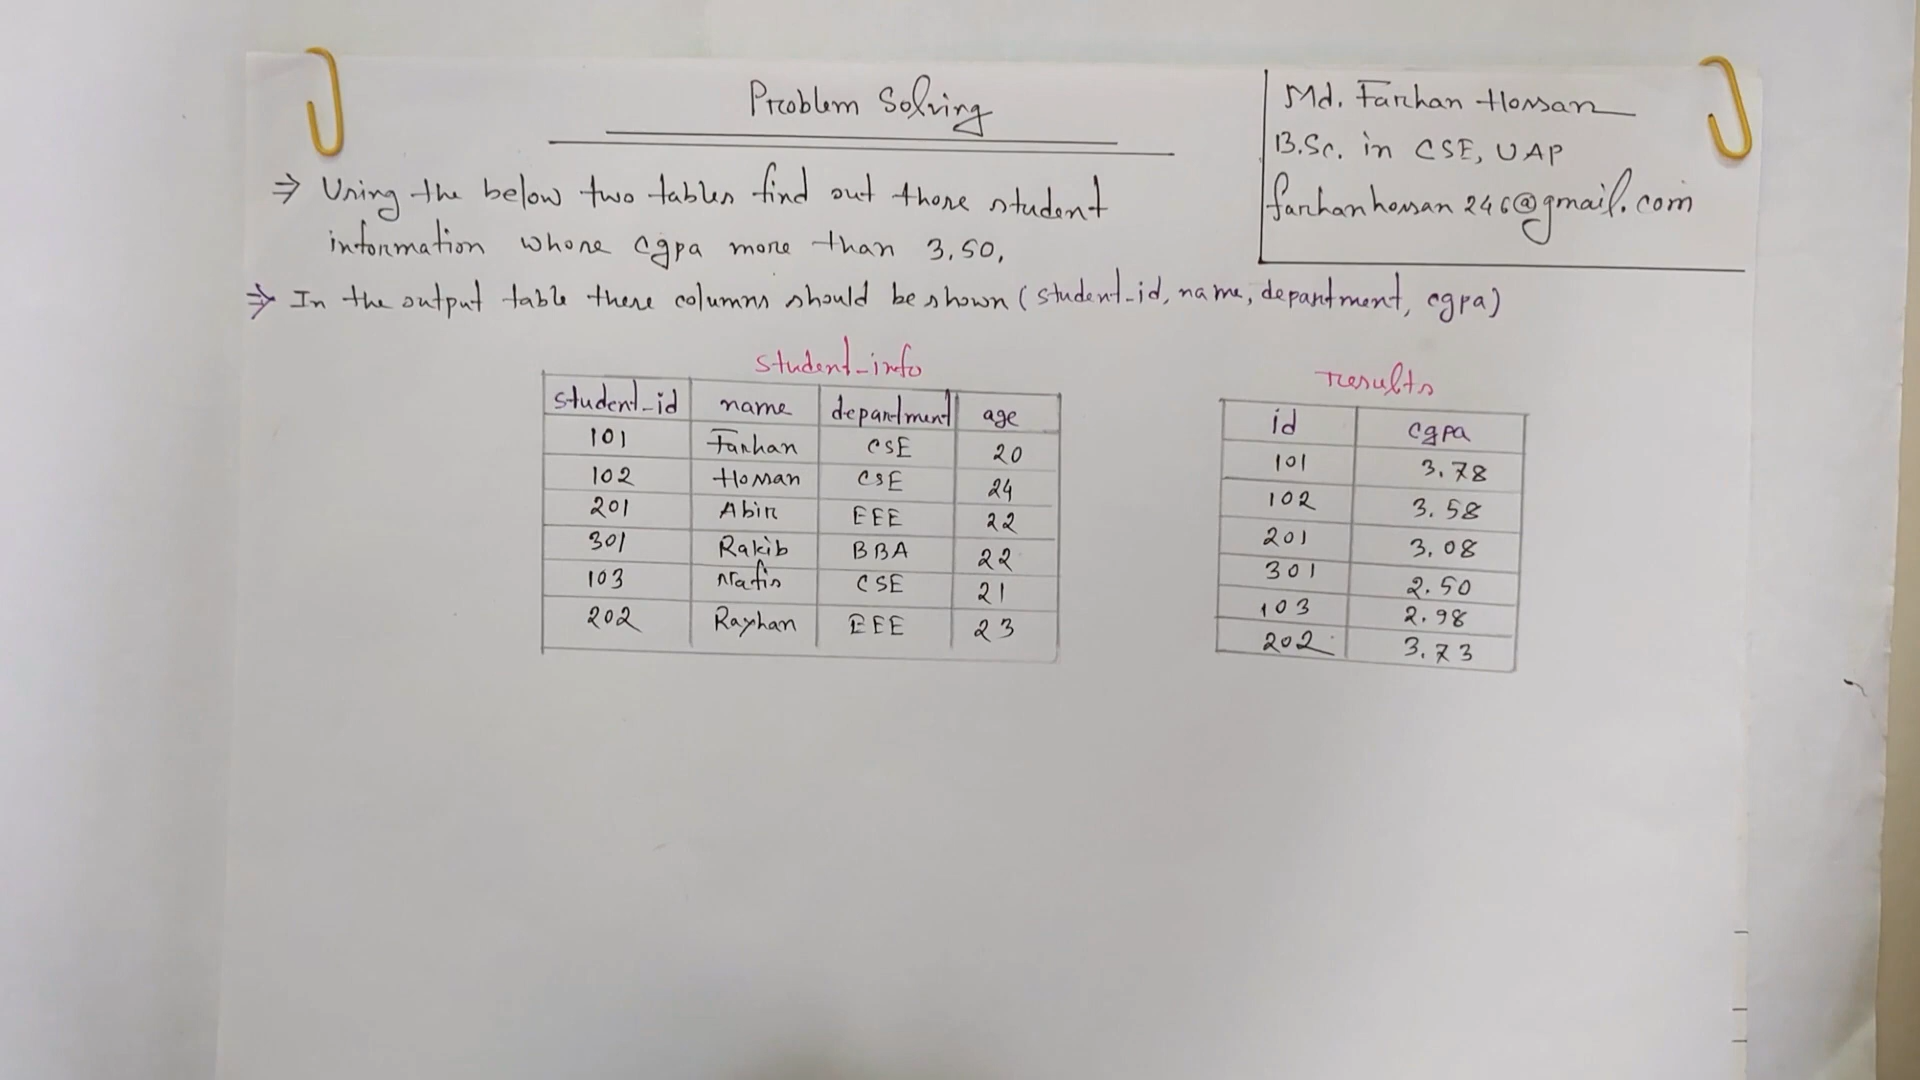 Problem Solving
Md. Farhan Hossan
B.Sc. in CSE, UAP
farhanhossan246@gmail.com
⇒ Using the below two tables find out those student
information whose cgpa more than 3.50.
⇒ In the output table these columns should be shown (student_id, name, department, cgpa)
student_info
student_id name department age
101 Farhan CSE 20
102 Hossan CSE 24
201 Abir EEE 22
301 Rakib BBA 22
103 Nafis CSE 21
202 Rayhan EEE 23
results
id cgpa
101 3.78
102 3.58
201 3.08
301 2.50
103 2.98
202 3.73